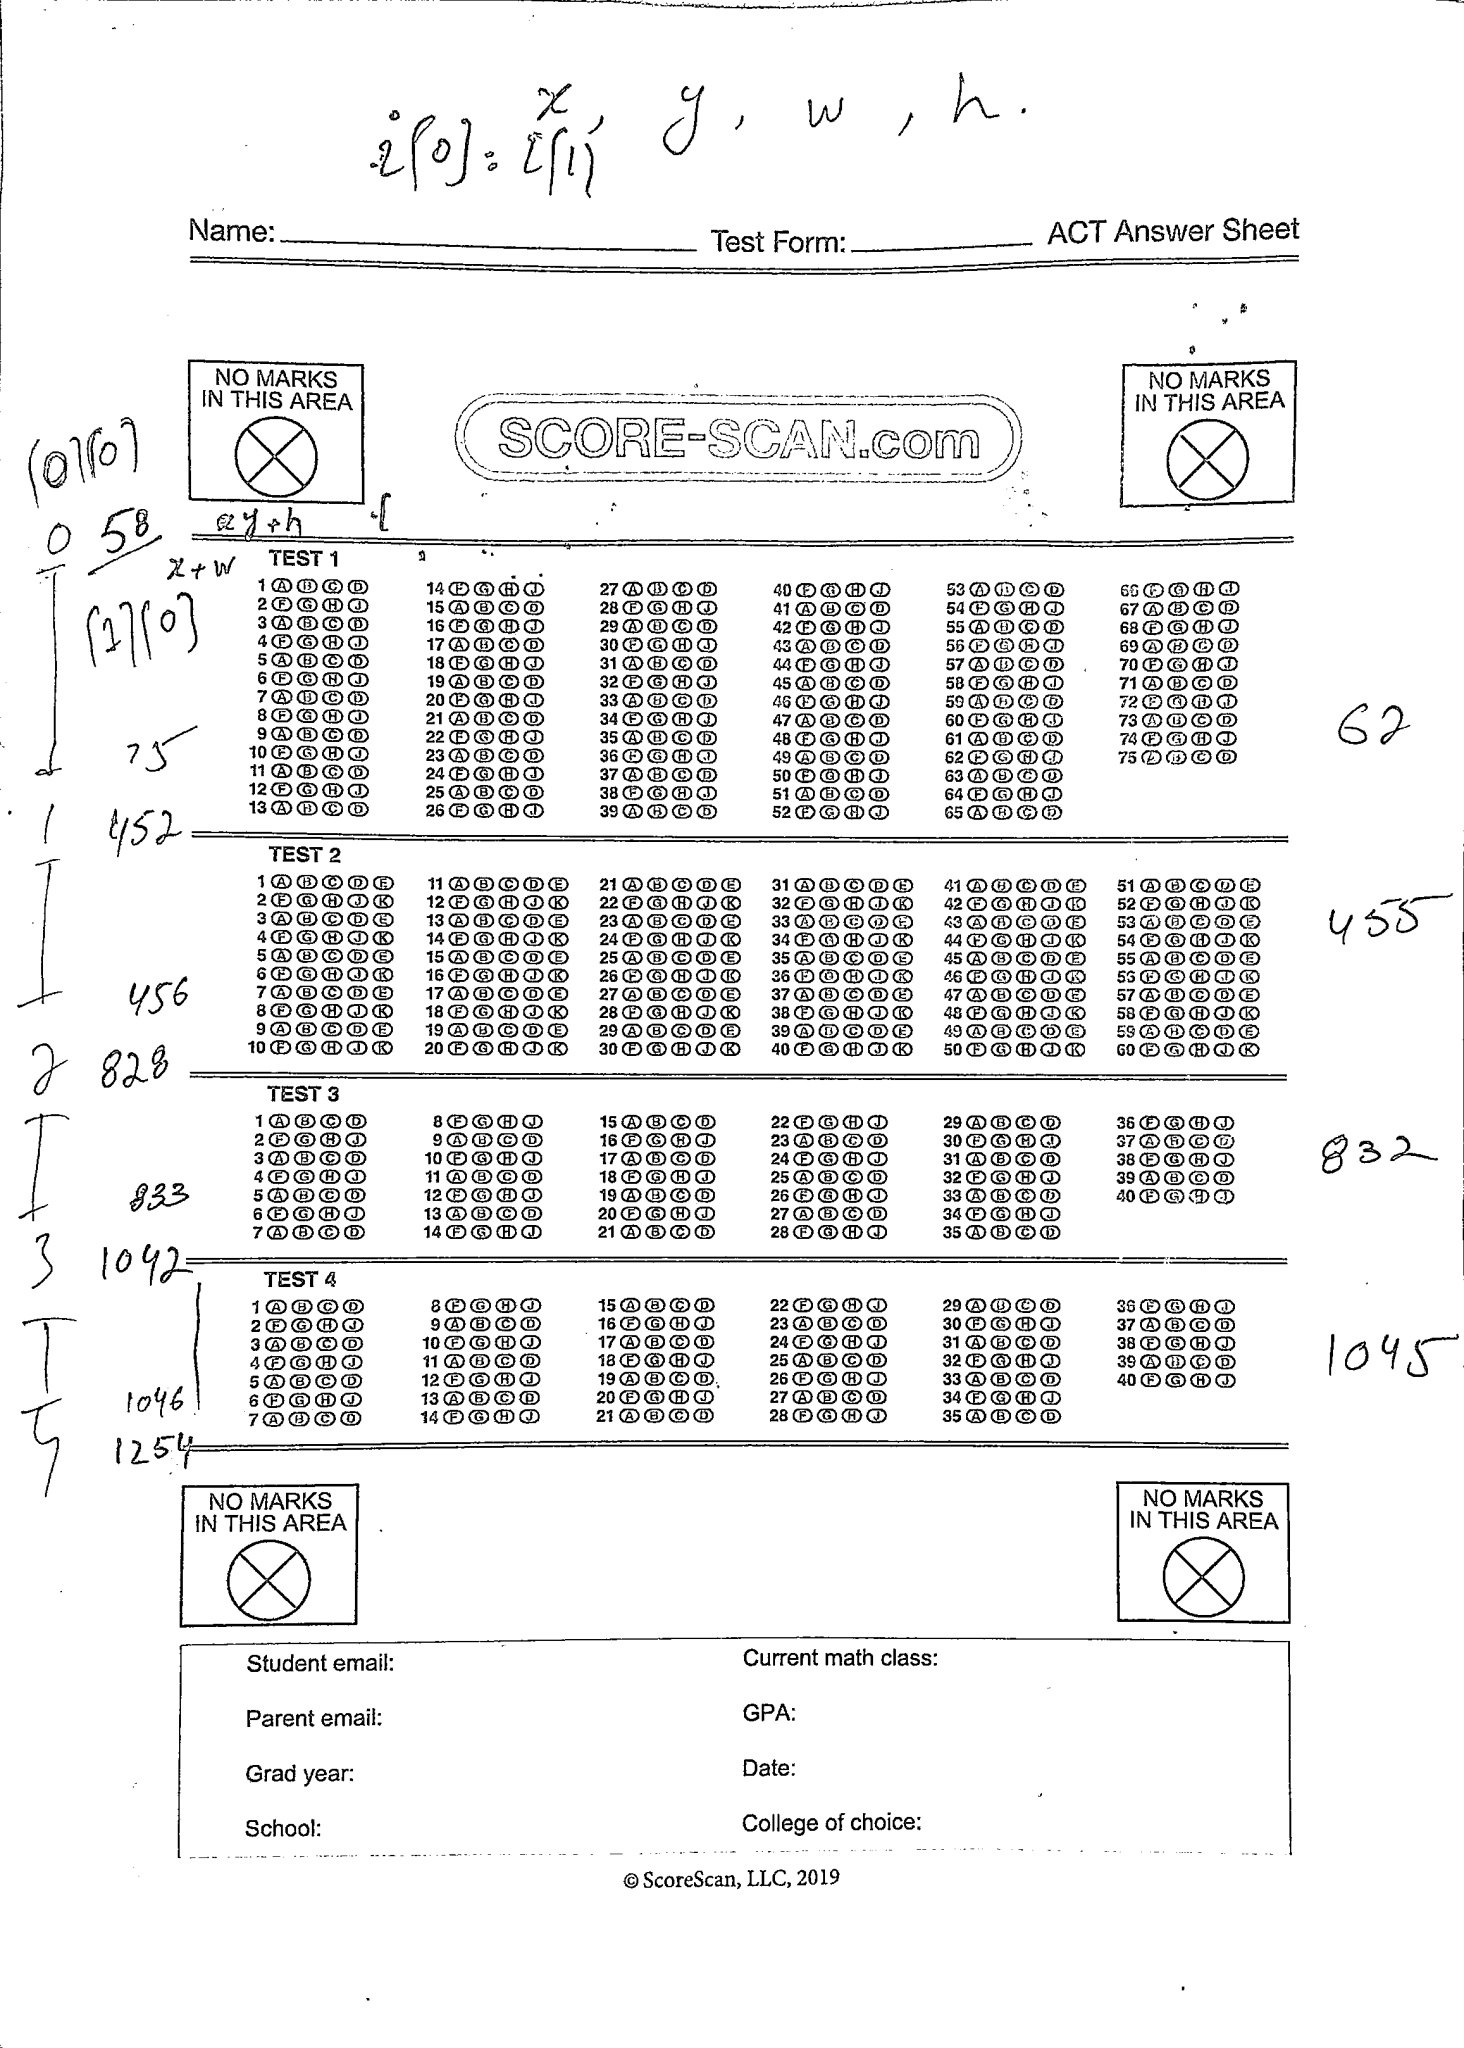 x, y, w, h.
i[0]: i[1]
Name: Test Form: ACT Answer Sheet
NO MARKS IN THIS AREA
SCORE-SCAN.com
NO MARKS IN THIS AREA
[0][0]
0 58
y+h
x+w
[1][0]
TEST 1
1 A B C D 14 F G H J 27 A B C D 40 F G H J 53 A B C D 66 F G H J
2 F G H J 15 A B C D 28 F G H J 41 A B C D 54 F G H J 67 A B C D
3 A B C D 16 F G H J 29 A B C D 42 F G H J 55 A B C D 68 F G H J
4 F G H J 17 A B C D 30 F G H J 43 A B C D 56 F G H J 69 A B C D
5 A B C D 18 F G H J 31 A B C D 44 F G H J 57 A B C D 70 F G H J
6 F G H J 19 A B C D 32 F G H J 45 A B C D 58 F G H J 71 A B C D
7 A B C D 20 F G H J 33 A B C D 46 F G H J 59 A B C D 72 F G H J
8 F G H J 21 A B C D 34 F G H J 47 A B C D 60 F G H J 73 A B C D
9 A B C D 22 F G H J 35 A B C D 48 F G H J 61 A B C D 74 F G H J
10 F G H J 23 A B C D 36 F G H J 49 A B C D 62 F G H J 75 A B C D
11 A B C D 24 F G H J 37 A B C D 50 F G H J 63 A B C D
12 F G H J 25 A B C D 38 F G H J 51 A B C D 64 F G H J
13 A B C D 26 F G H J 39 A B C D 52 F G H J 65 A B C D
62
75
1 452
TEST 2
1 A B C D E 11 A B C D E 21 A B C D E 31 A B C D E 41 A B C D E 51 A B C D E
2 F G H J K 12 F G H J K 22 F G H J K 32 F G H J K 42 F G H J K 52 F G H J K
3 A B C D E 13 A B C D E 23 A B C D E 33 A B C D E 43 A B C D E 53 A B C D E
4 F G H J K 14 F G H J K 24 F G H J K 34 F G H J K 44 F G H J K 54 F G H J K
5 A B C D E 15 A B C D E 25 A B C D E 35 A B C D E 45 A B C D E 55 A B C D E
6 F G H J K 16 F G H J K 26 F G H J K 36 F G H J K 46 F G H J K 56 F G H J K
7 A B C D E 17 A B C D E 27 A B C D E 37 A B C D E 47 A B C D E 57 A B C D E
8 F G H J K 18 F G H J K 28 F G H J K 38 F G H J K 48 F G H J K 58 F G H J K
9 A B C D E 19 A B C D E 29 A B C D E 39 A B C D E 49 A B C D E 59 A B C D E
10 F G H J K 20 F G H J K 30 F G H J K 40 F G H J K 50 F G H J K 60 F G H J K
455
456
2 828
TEST 3
1 A B C D 8 F G H J 15 A B C D 22 F G H J 29 A B C D 36 F G H J
2 F G H J 9 A B C D 16 F G H J 23 A B C D 30 F G H J 37 A B C D
3 A B C D 10 F G H J 17 A B C D 24 F G H J 31 A B C D 38 F G H J
4 F G H J 11 A B C D 18 F G H J 25 A B C D 32 F G H J 39 A B C D
5 A B C D 12 F G H J 19 A B C D 26 F G H J 33 A B C D 40 F G H J
6 F G H J 13 A B C D 20 F G H J 27 A B C D 34 F G H J
7 A B C D 14 F G H J 21 A B C D 28 F G H J 35 A B C D
832
833
3 1042
TEST 4
1 A B C D 8 F G H J 15 A B C D 22 F G H J 29 A B C D 36 F G H J
2 F G H J 9 A B C D 16 F G H J 23 A B C D 30 F G H J 37 A B C D
3 A B C D 10 F G H J 17 A B C D 24 F G H J 31 A B C D 38 F G H J
4 F G H J 11 A B C D 18 F G H J 25 A B C D 32 F G H J 39 A B C D
5 A B C D 12 F G H J 19 A B C D 26 F G H J 33 A B C D 40 F G H J
6 F G H J 13 A B C D 20 F G H J 27 A B C D 34 F G H J
7 A B C D 14 F G H J 21 A B C D 28 F G H J 35 A B C D
1045
1046
1254
NO MARKS IN THIS AREA
NO MARKS IN THIS AREA
Student email: Current math class:
Parent email: GPA:
Grad year: Date:
School: College of choice:
© ScoreScan, LLC, 2019